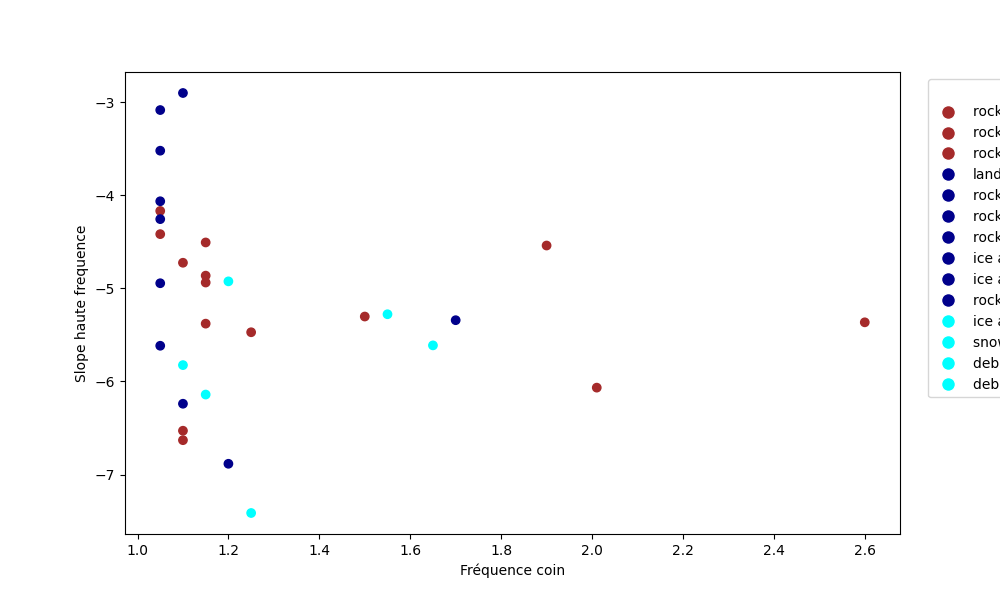 −3
−4
−5
−6
−7
Slope haute frequence
1.0 1.2 1.4 1.6 1.8 2.0 2.2 2.4 2.6
Fréquence coin
rock
rock
rock
land
rock
rock
rock
ice a
ice a
rock
ice a
snow
deb
deb